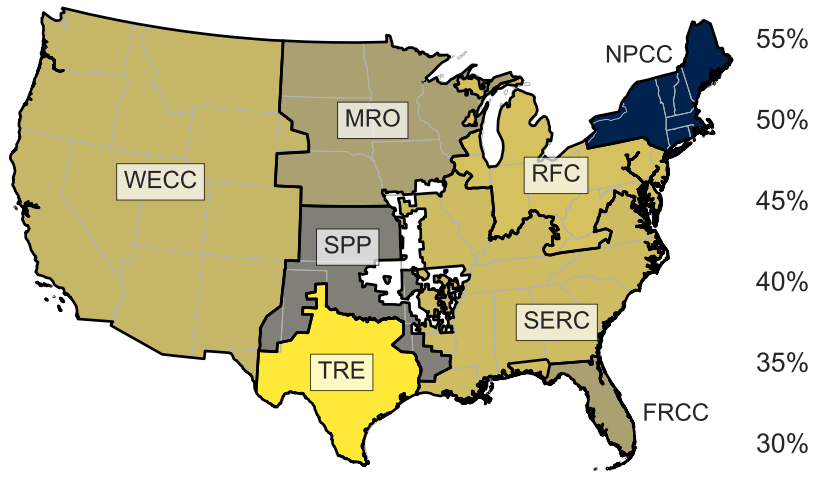 55%
NPCC
50%
MRO
RFC
WECC
45%
SPP
40%
SERC
35%
TRE
FRCC
30%